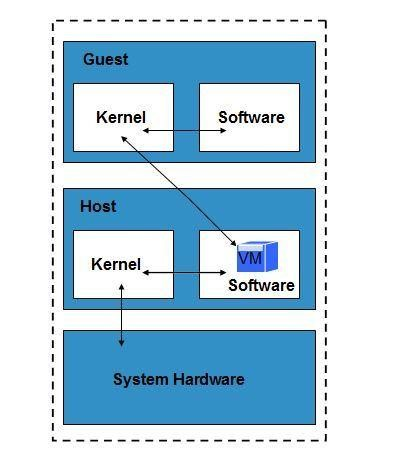 Guest
Kernel
Software
Host
Kernel
VM
Software
System Hardware